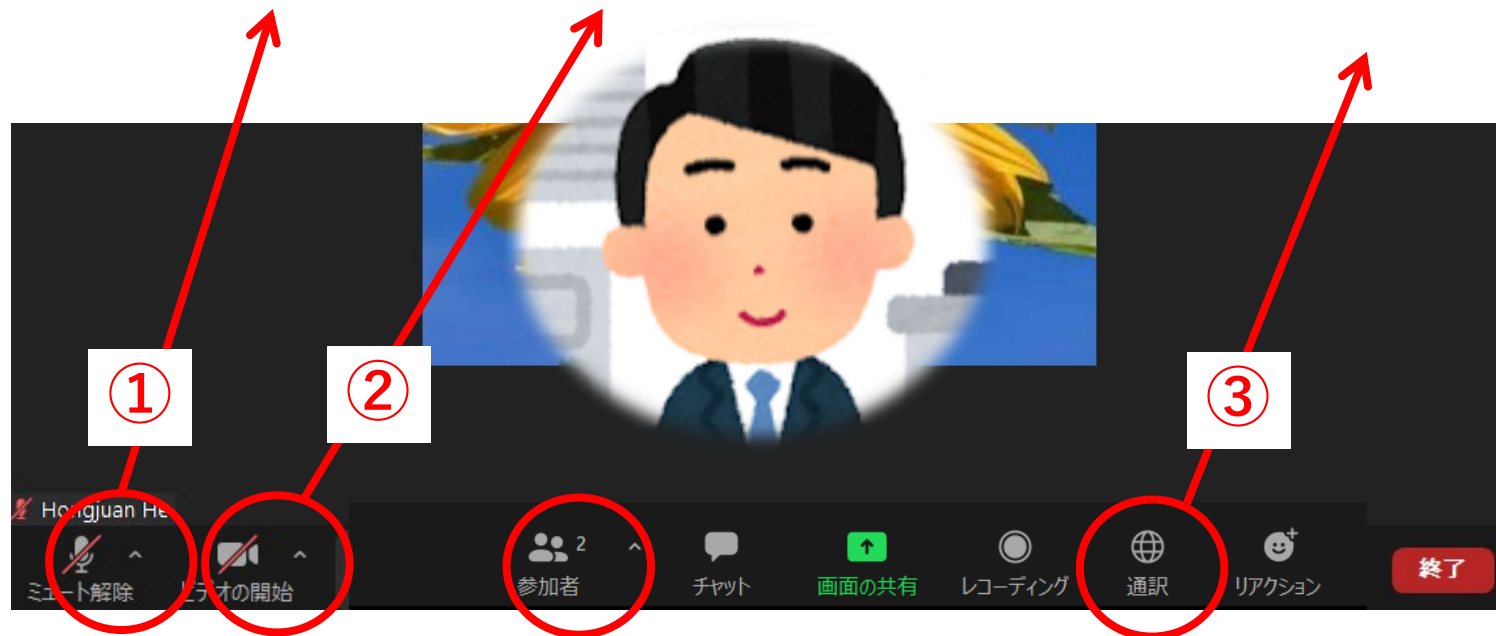 ①
②
③
Hongjuan He
ミュート解除
ビデオの開始
2
参加者
チャット
画面の共有
レコーディング
通訳
リアクション
終了